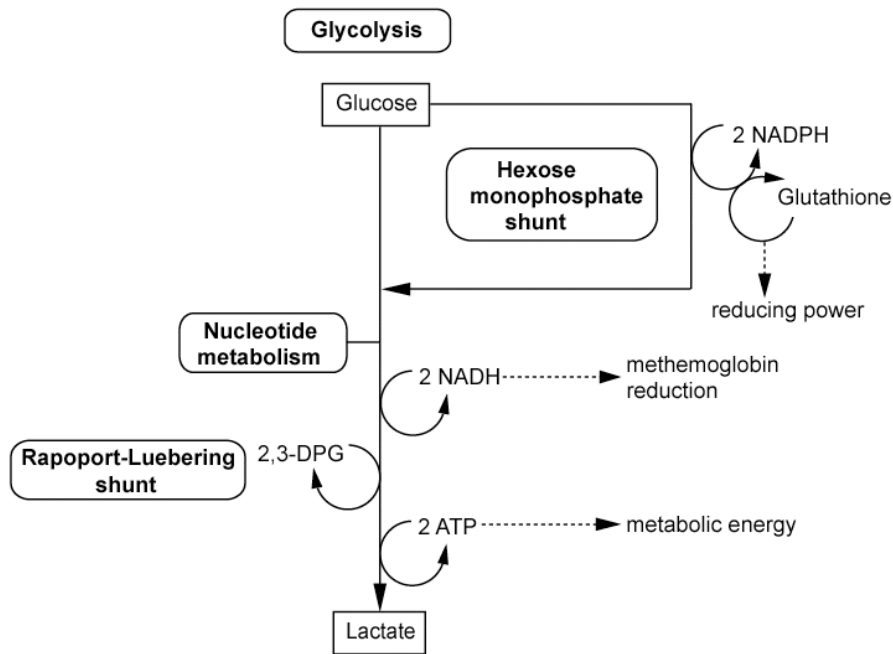 Glycolysis
Glucose
2 NADPH
Hexose
monophosphate
shunt
Glutathione
reducing power
Nucleotide
metabolism
2 NADH
methemoglobin
reduction
Rapoport-Luebering
shunt
2,3-DPG
2 ATP
metabolic energy
Lactate